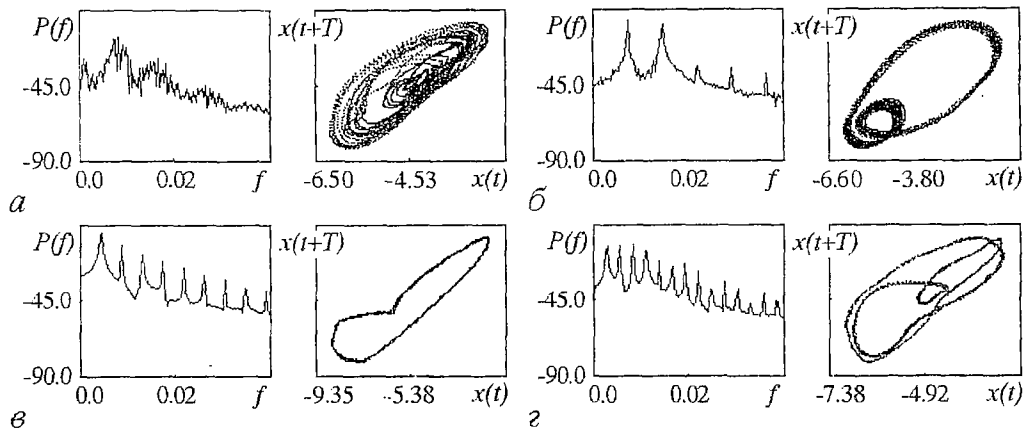 P(f)
-45.0
-90.0
0.0 0.02 f
x(t+T)
-6.50 -4.53 x(t)
а
P(f)
-45.0
-90.0
0.0 0.02 f
x(t+T)
-6.60 -3.80 x(t)
б
P(f)
-45.0
-90.0
0.0 0.02 f
x(t+T)
-9.35 -5.38 x(t)
в
P(f)
-45.0
-90.0
0.0 0.02 f
x(t+T)
-7.38 -4.92 x(t)
г